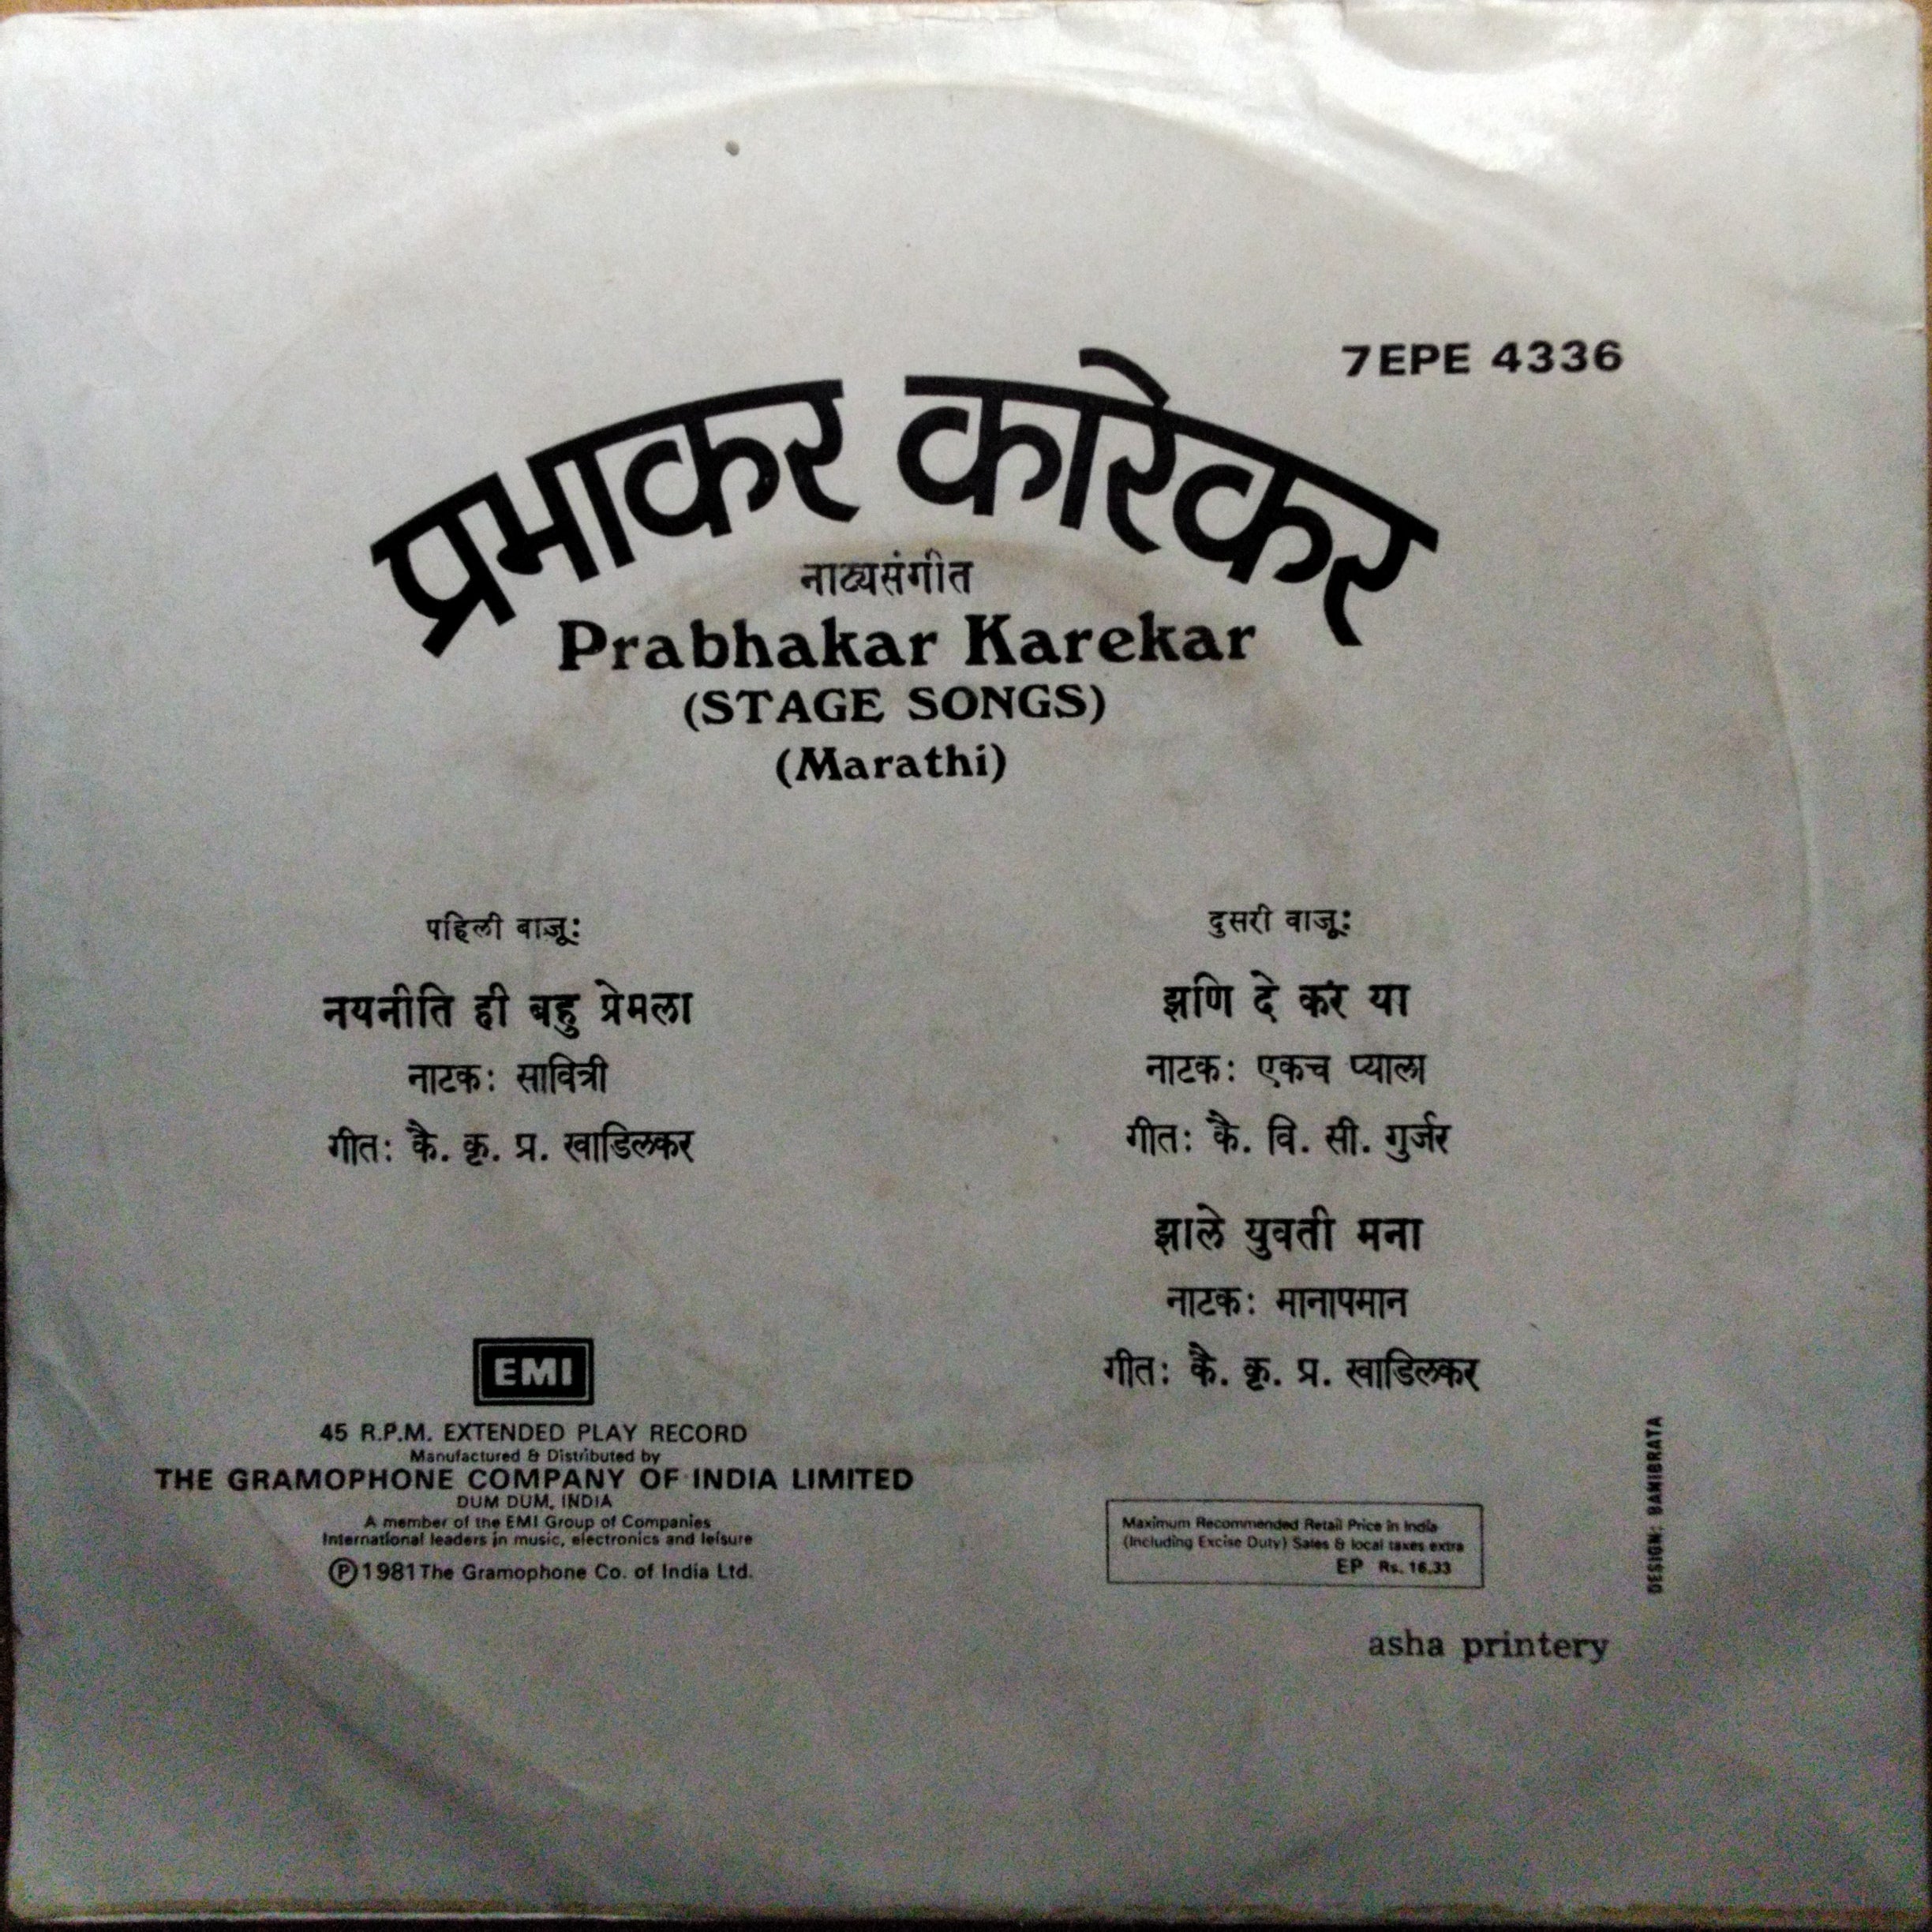 7EPE 4336
प्रभाकर कारेकर
नाट्यसंगीत
Prabhakar Karekar
(STAGE SONGS)
(Marathi)
पहिली बाजू:
नयनीति ही बहु प्रेमला
नाटक: सावित्री
गीत: कै. कृ. प्र. खाडिलकर
दुसरी बाजू:
झणि दे कर या
नाटक: एकच प्याला
गीत: कै. वि. सी. गुर्जर
झाले युवती मना
नाटक: मानापमान
गीत: कै. कृ. प्र. खाडिलकर
EMI
45 R.P.M. EXTENDED PLAY RECORD
Manufactured & Distributed by
THE GRAMOPHONE COMPANY OF INDIA LIMITED
DUM DUM, INDIA
A member of the EMI Group of Companies
International leaders in music, electronics and leisure
Ⓟ1981 The Gramophone Co. of India Ltd.
Maximum Recommended Retail Price in India
(Including Excise Duty) Sales & local taxes extra
EP Rs. 16.33
DESIGN: BANIBRATA
asha printery